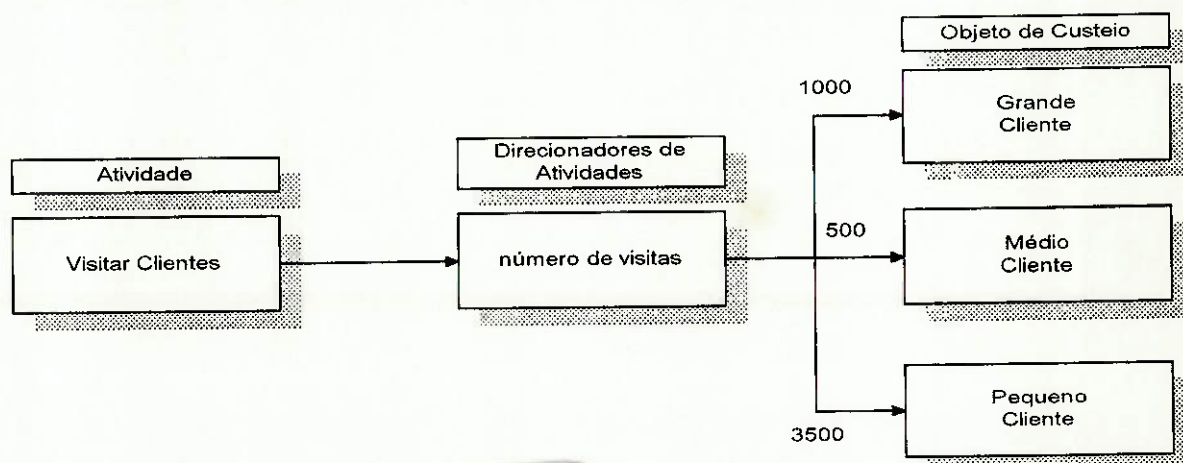 Objeto de Custeio
1000
Grande
Cliente
Direcionadores de
Atividades
Atividade
Visitar Clientes
número de visitas
500
Médio
Cliente
Pequeno
Cliente
3500